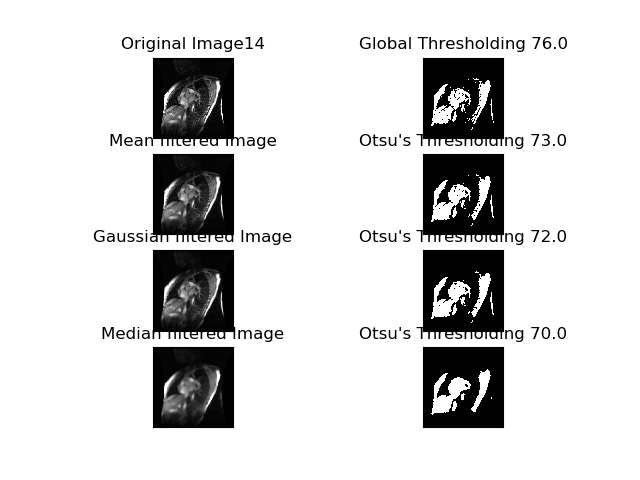 Original Image14
Global Thresholding 76.0
Mean filtered Image
Otsu's Thresholding 73.0
Gaussian filtered Image
Otsu's Thresholding 72.0
Median filtered Image
Otsu's Thresholding 70.0